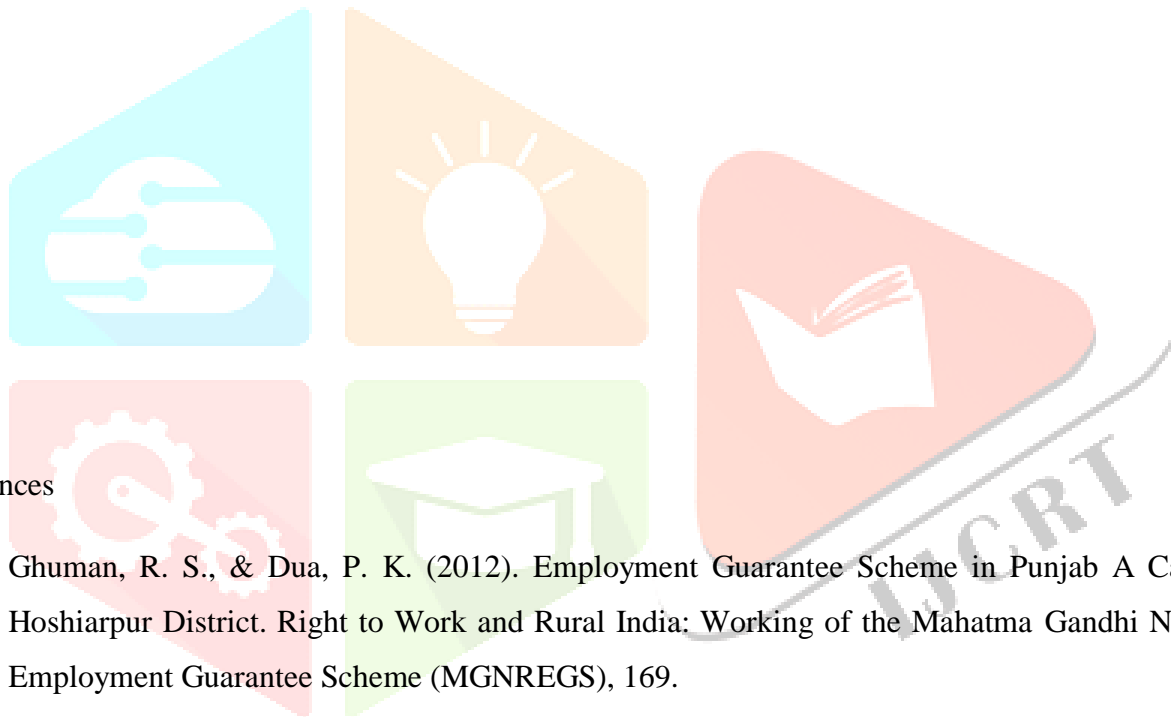 nces
Ghuman, R. S., & Dua, P. K. (2012). Employment Guarantee Scheme in Punjab A Ca
Hoshiarpur District. Right to Work and Rural India: Working of the Mahatma Gandhi N
Employment Guarantee Scheme (MGNREGS), 169.
IJCRT